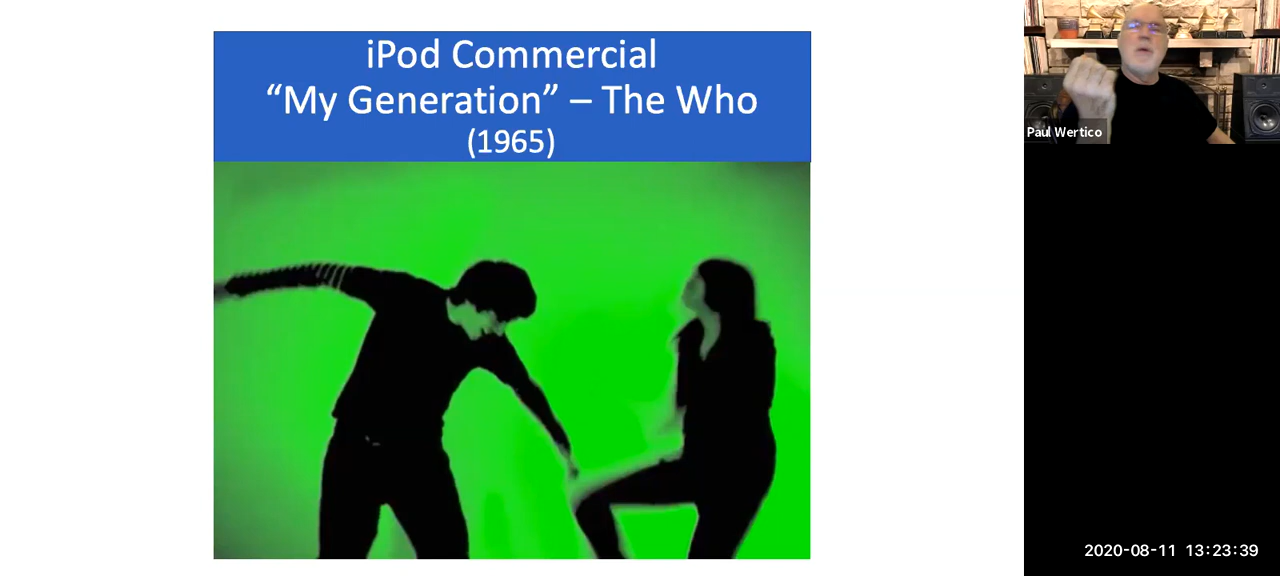 iPod Commercial
“My Generation” – The Who
(1965)
Paul Wertico
2020-08-11 13:23:39